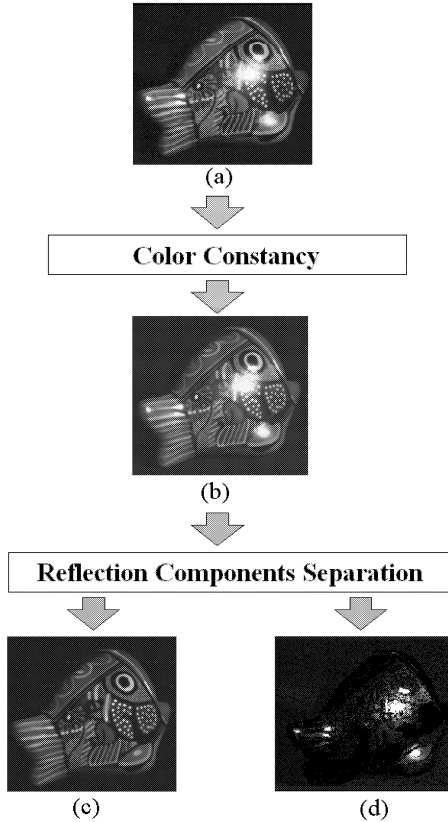 (a)
Color Constancy
(b)
Reflection Components Separation
(c)
(d)